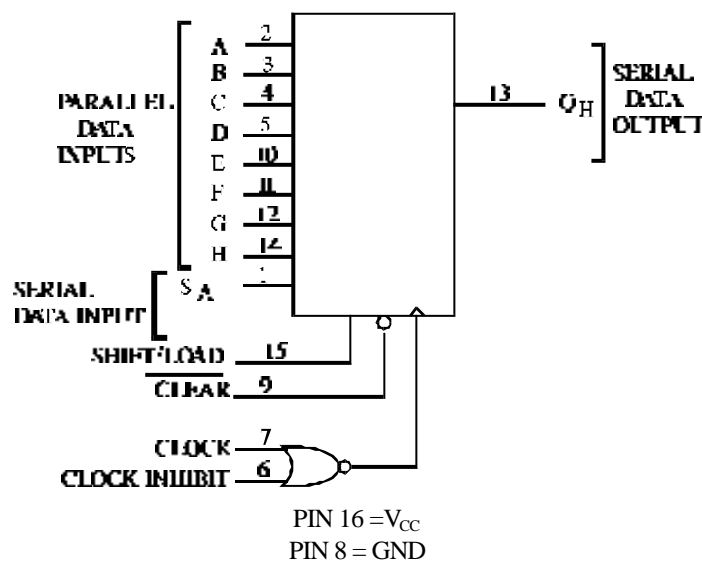 A 2
B 3
C 4
D 5
E 10
F 11
G 12
H 14
PARALLEL
DATA
INPUTS
13
QH
SERIAL
DATA
OUTPUT
SERIAL
DATA INPUT
SA 1
SHIFT/LOAD 15
CLEAR 9
CLOCK 7
CLOCK INHIBIT 6
PIN 16 =VCC
PIN 8 = GND